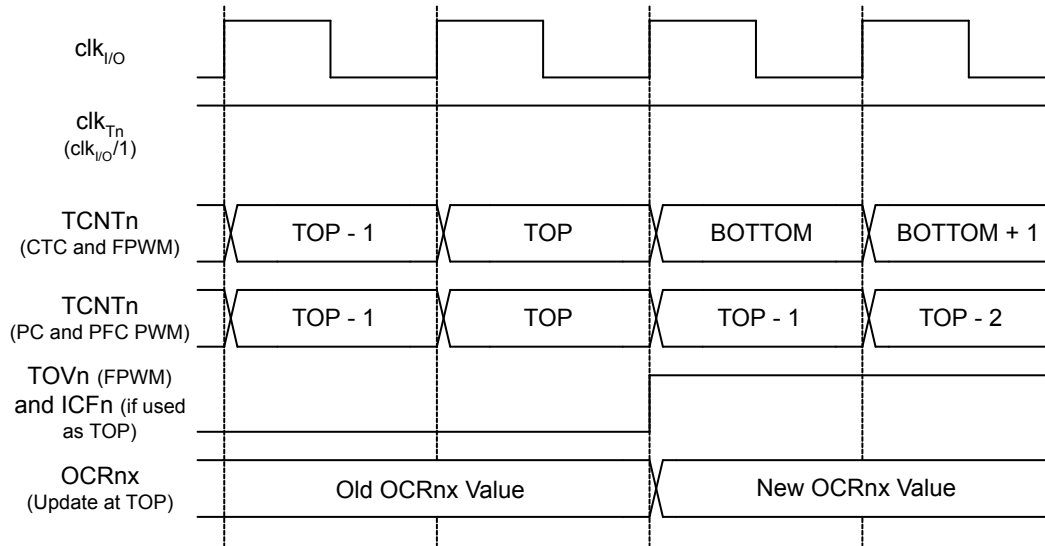 clkI/O
clkTn
(clkI/O/1)
TCNTn
(CTC and FPWM)
TOP - 1 TOP BOTTOM BOTTOM + 1
TCNTn
(PC and PFC PWM)
TOP - 1 TOP TOP - 1 TOP - 2
TOVn (FPWM)
and ICFn (if used
as TOP)
OCRnx
(Update at TOP)
Old OCRnx Value New OCRnx Value